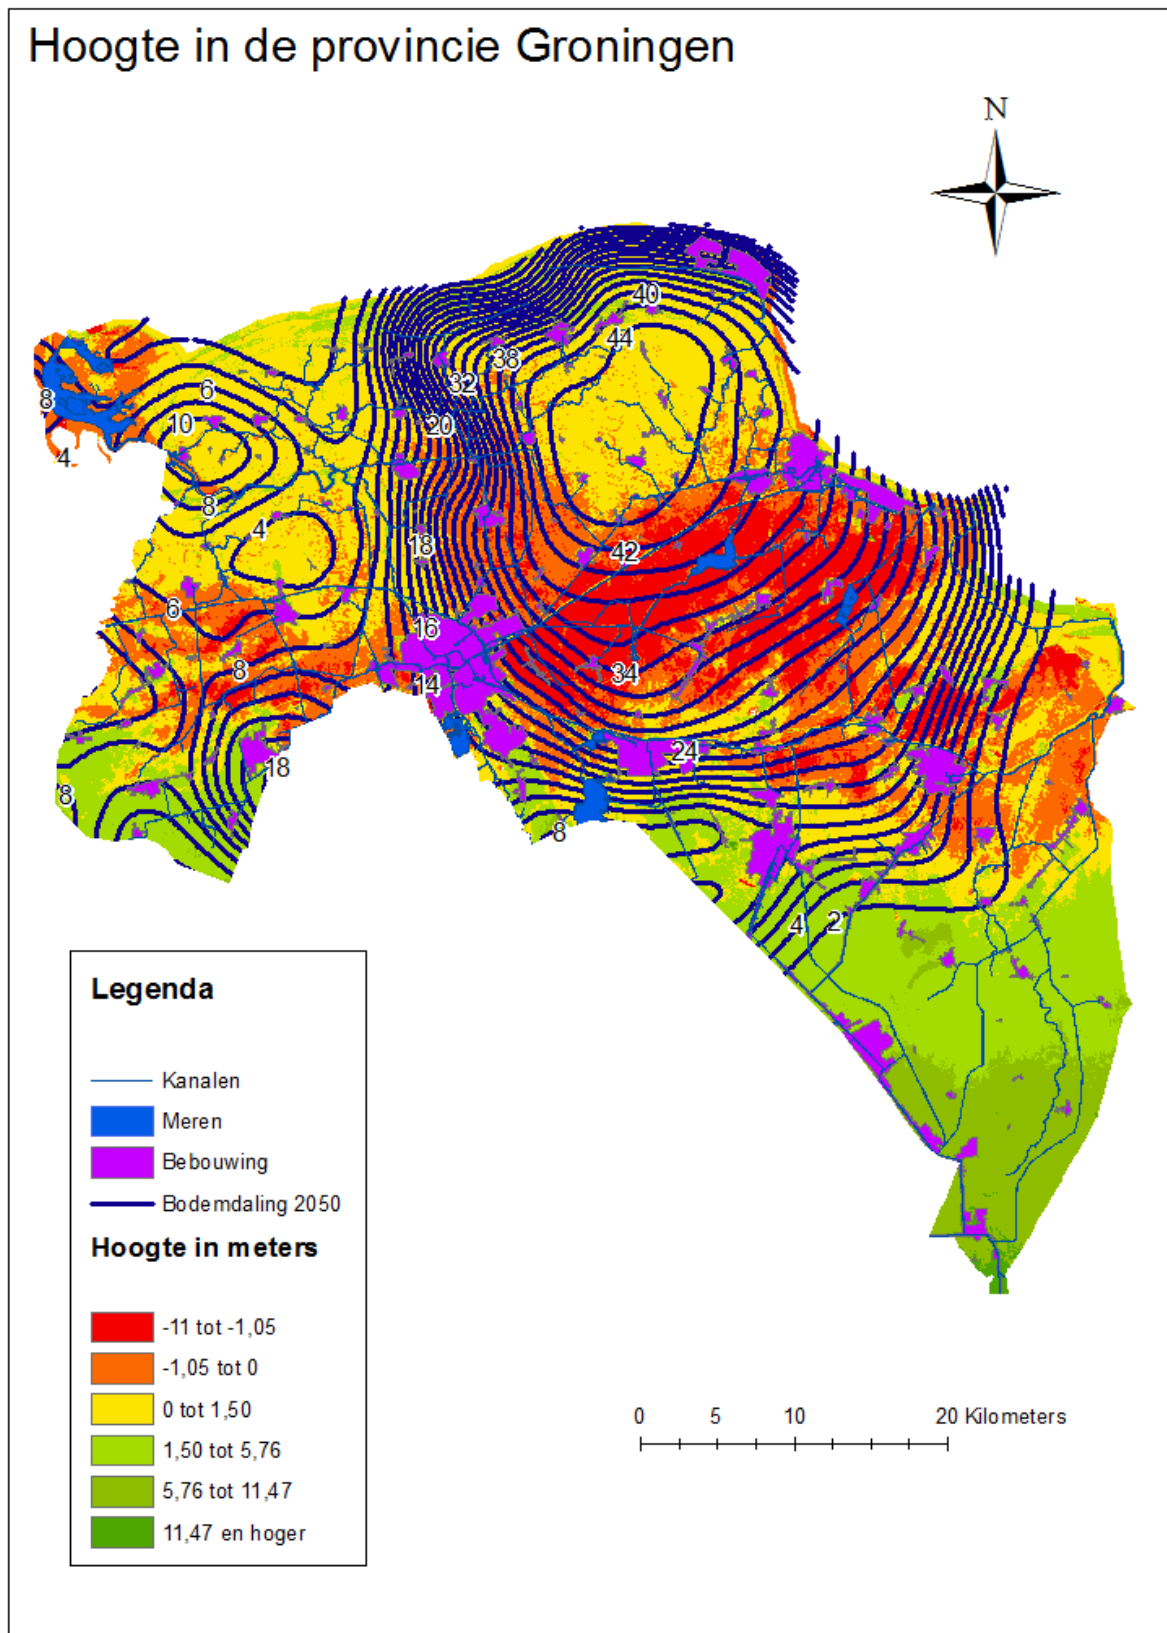 Hoogte in de provincie Groningen
N
40
44
38
32
20
6
8
10
4
8
4
18
42
6
16
8
34
14
24
18
8
8
4
2
Legenda
Kanalen
Meren
Bebouwing
Bodemdaling 2050
Hoogte in meters
-11 tot -1,05
-1,05 tot 0
0 tot 1,50
1,50 tot 5,76
5,76 tot 11,47
11,47 en hoger
0 5 10 20 Kilometers